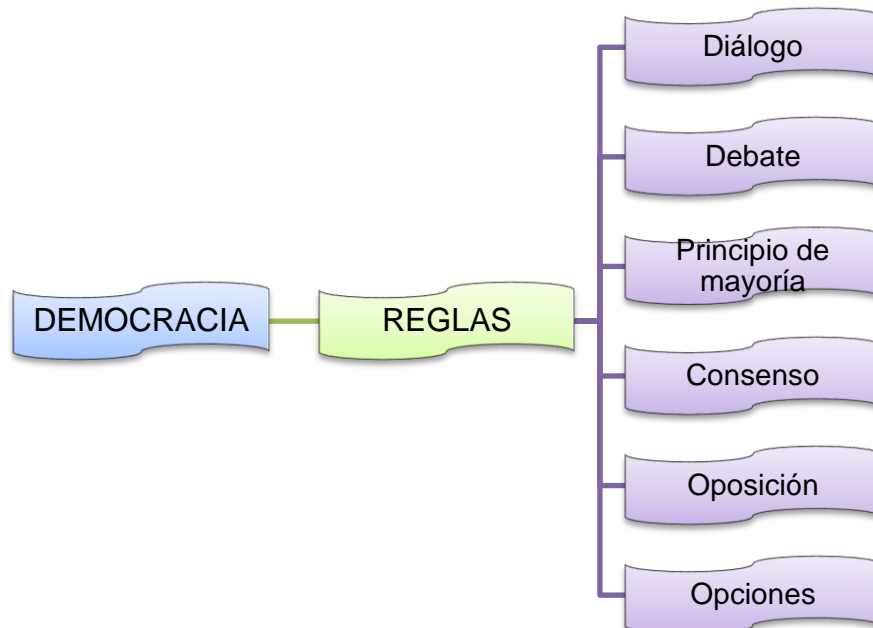 DEMOCRACIA
REGLAS
Diálogo
Debate
Principio de
mayoría
Consenso
Oposición
Opciones